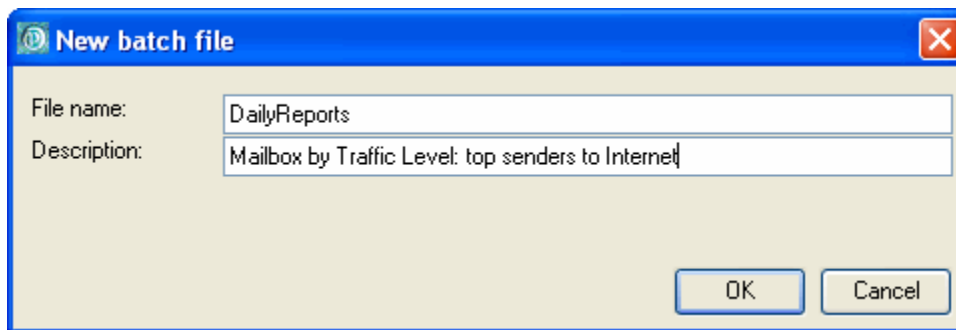 New batch file
File name: DailyReports
Description: Mailbox by Traffic Level: top senders to Internet
OK Cancel